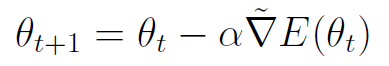 θ_{t+1} = θ_t − α∇̃E(θ_t)